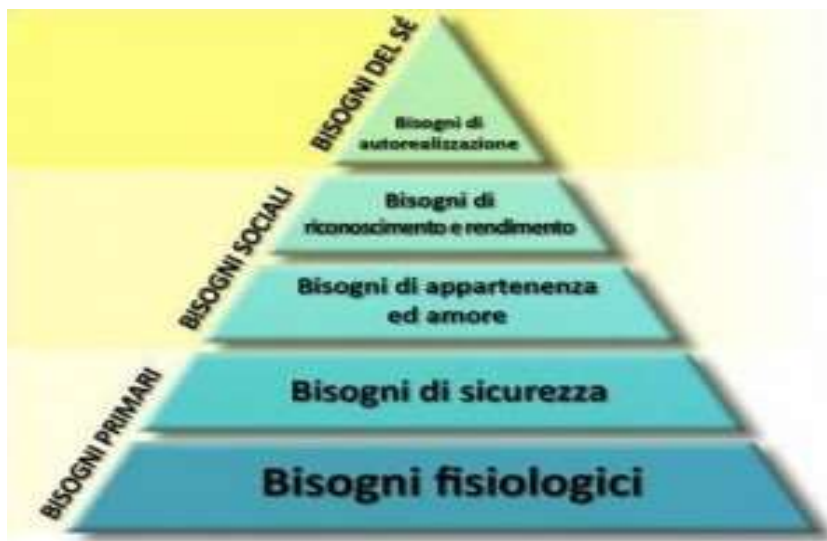 BISOGNI DEL SÉ
Bisogni di
autorealizzazione
BISOGNI SOCIALI
Bisogni di
riconoscimento e rendimento
Bisogni di appartenenza
ed amore
BISOGNI PRIMARI
Bisogni di sicurezza
Bisogni fisiologici